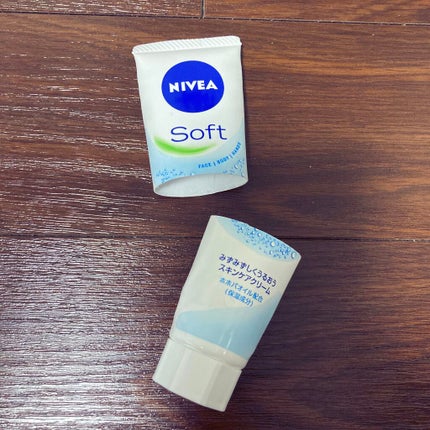 NIVEA
Soft
FACE | BODY | HANDS
みずみずしくうるおう
スキンケアクリーム
ホホバオイル配合
(保湿成分)